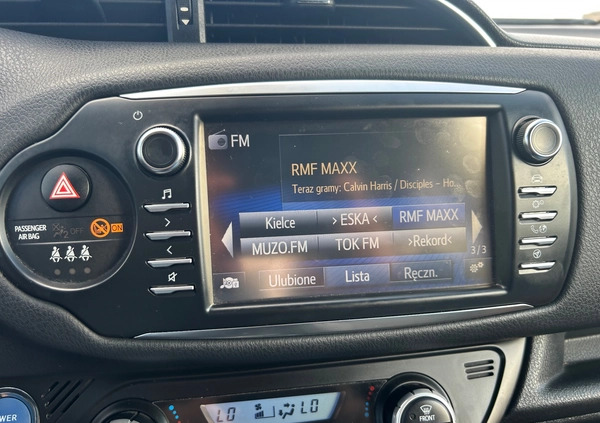 FM
RMF MAXX
Teraz gramy: Calvin Harris / Disciples – Ho...
Kielce > ESKA < RMF MAXX
MUZO.FM TOK FM >Rekord<
3/3
Ulubione Lista Ręczn.
PASSENGER
AIR BAG
OFF
ON
LO LO
POWER
FRONT